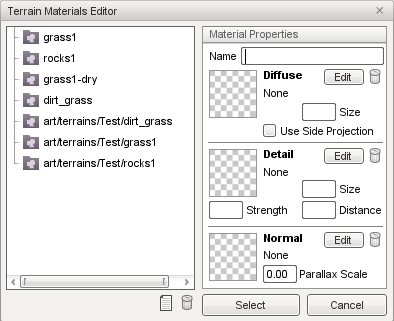 Terrain Materials Editor
grass1
rocks1
grass1-dry
dirt_grass
art/terrains/Test/dirt_grass
art/terrains/Test/grass1
art/terrains/Test/rocks1
Material Properties
Name
Diffuse Edit
None
Size
Use Side Projection
Detail Edit
None
Size
Strength Distance
Normal Edit
None
0.00 Parallax Scale
Select Cancel